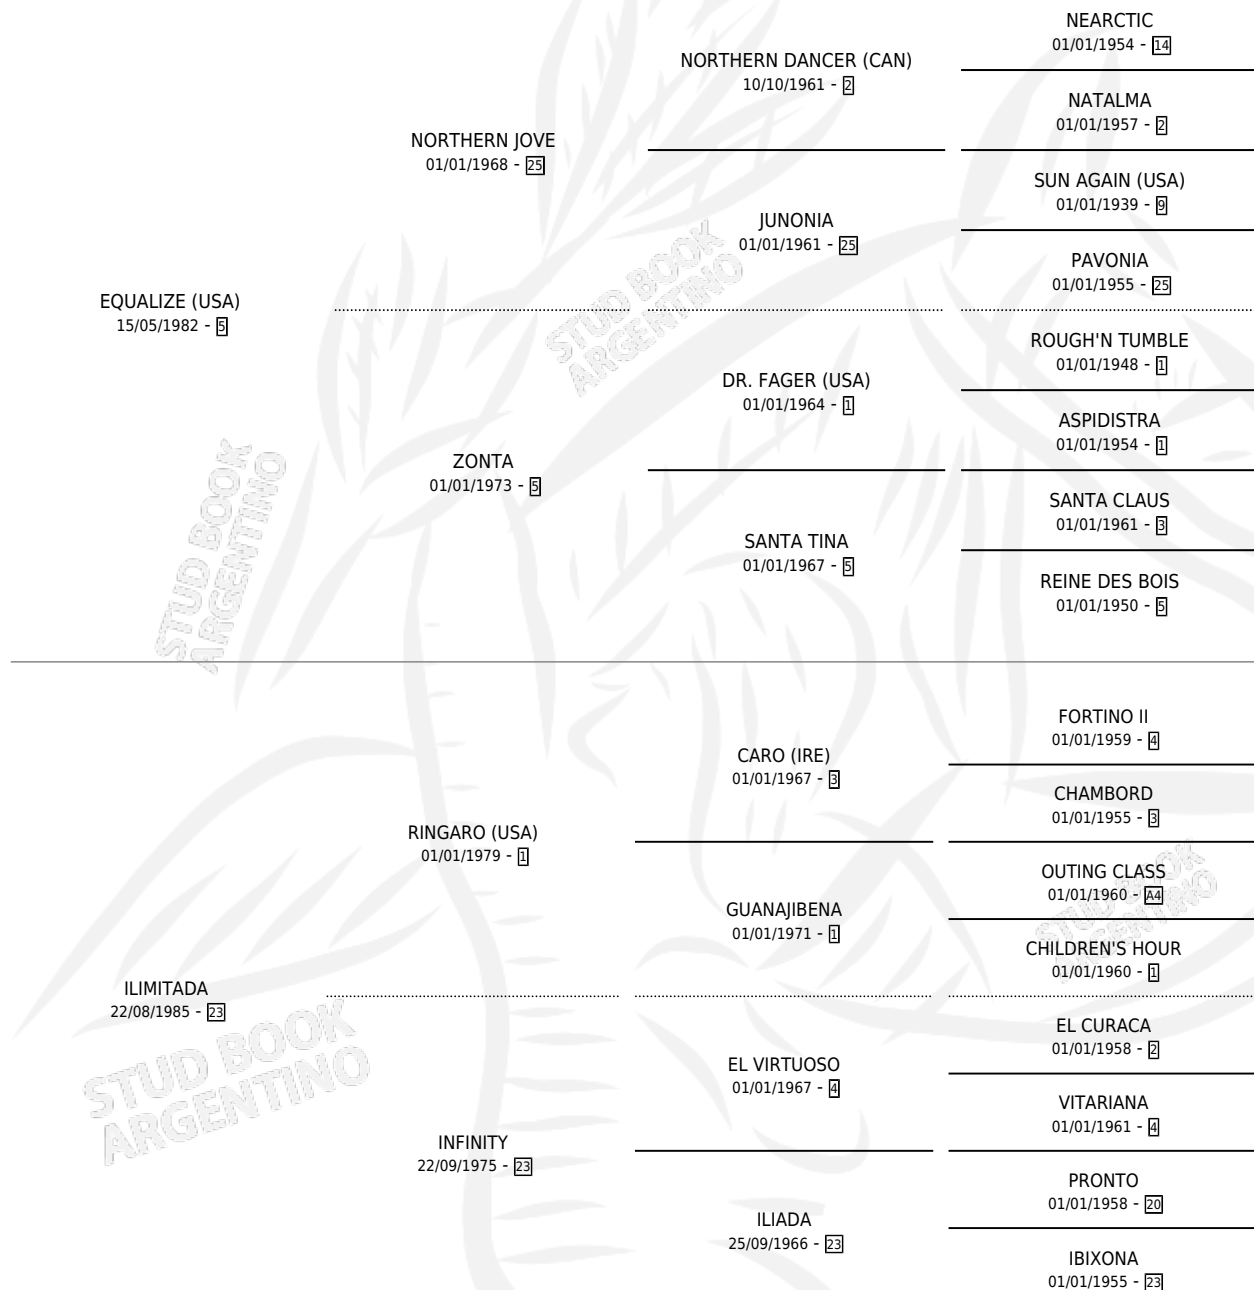 NEARCTIC
01/01/1954 - 14
NORTHERN DANCER (CAN)
10/10/1961 - 2
NATALMA
01/01/1957 - 2
NORTHERN JOVE
01/01/1968 - 25
SUN AGAIN (USA)
01/01/1939 - 9
JUNONIA
01/01/1961 - 25
PAVONIA
01/01/1955 - 25
EQUALIZE (USA)
15/05/1982 - 5
STUD BOOK
ARGENTINO
ROUGH'N TUMBLE
01/01/1948 - 1
DR. FAGER (USA)
01/01/1964 - 1
ASPIDISTRA
01/01/1954 - 1
ZONTA
01/01/1973 - 5
SANTA CLAUS
01/01/1961 - 3
SANTA TINA
01/01/1967 - 5
REINE DES BOIS
01/01/1950 - 5
STUD BOOK
ARGENTINO
FORTINO II
01/01/1959 - 4
CARO (IRE)
01/01/1967 - 3
CHAMBORD
01/01/1955 - 3
RINGARO (USA)
01/01/1979 - 1
OUTING CLASS
01/01/1960 - A4
GUANAJIBENA
01/01/1971 - 1
STUD BOOK
ARGENTINO
CHILDREN'S HOUR
01/01/1960 - 1
ILIMITADA
22/08/1985 - 23
EL CURACA
01/01/1958 - 2
EL VIRTUOSO
01/01/1967 - 4
STUD BOOK
ARGENTINO
VITARIANA
01/01/1961 - 4
INFINITY
22/09/1975 - 23
PRONTO
01/01/1958 - 20
ILIADA
25/09/1966 - 23
IBIXONA
01/01/1955 - 23